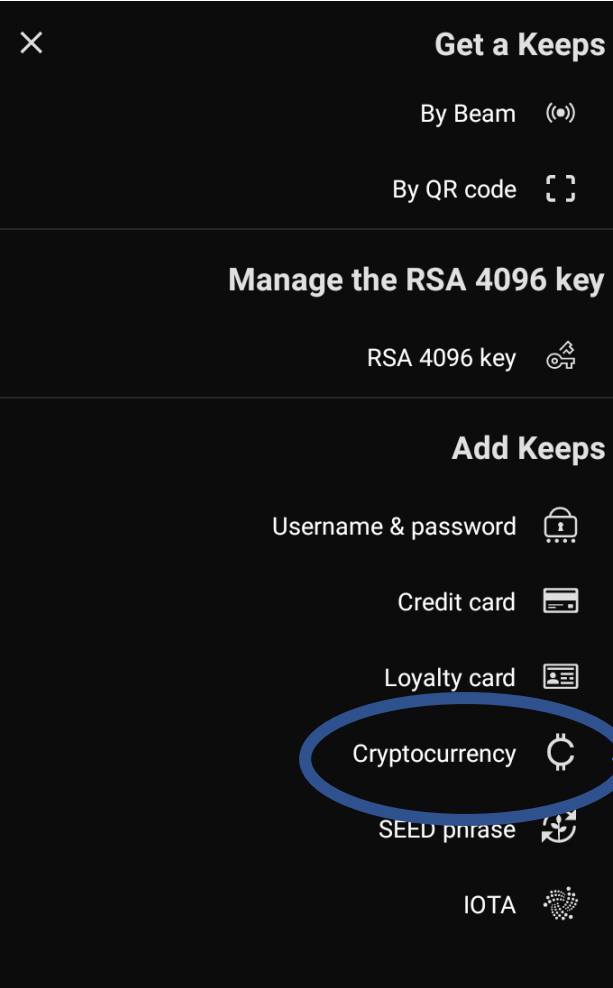 Get a Keeps
By Beam
By QR code
Manage the RSA 4096 key
RSA 4096 key
Add Keeps
Username & password
Credit card
Loyalty card
Cryptocurrency
SEED phrase
IOTA